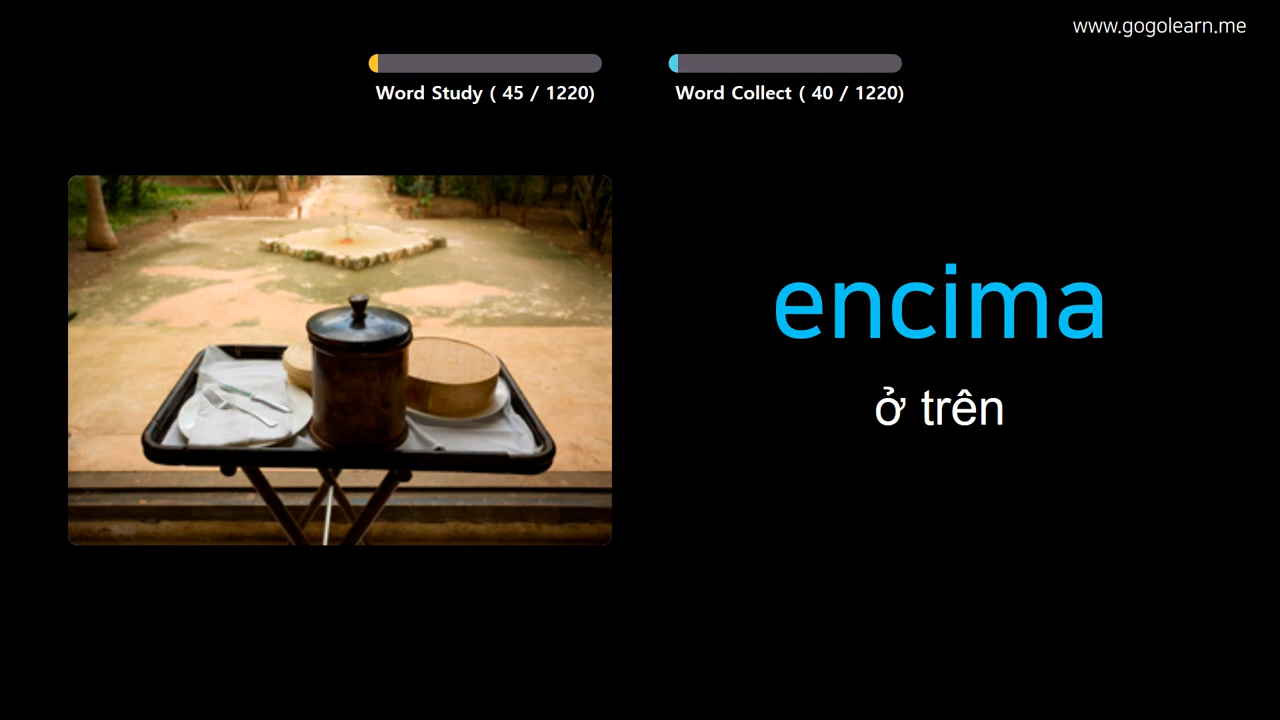 www.gogolearn.me
Word Study ( 45 / 1220)
Word Collect ( 40 / 1220)
encima
ở trên